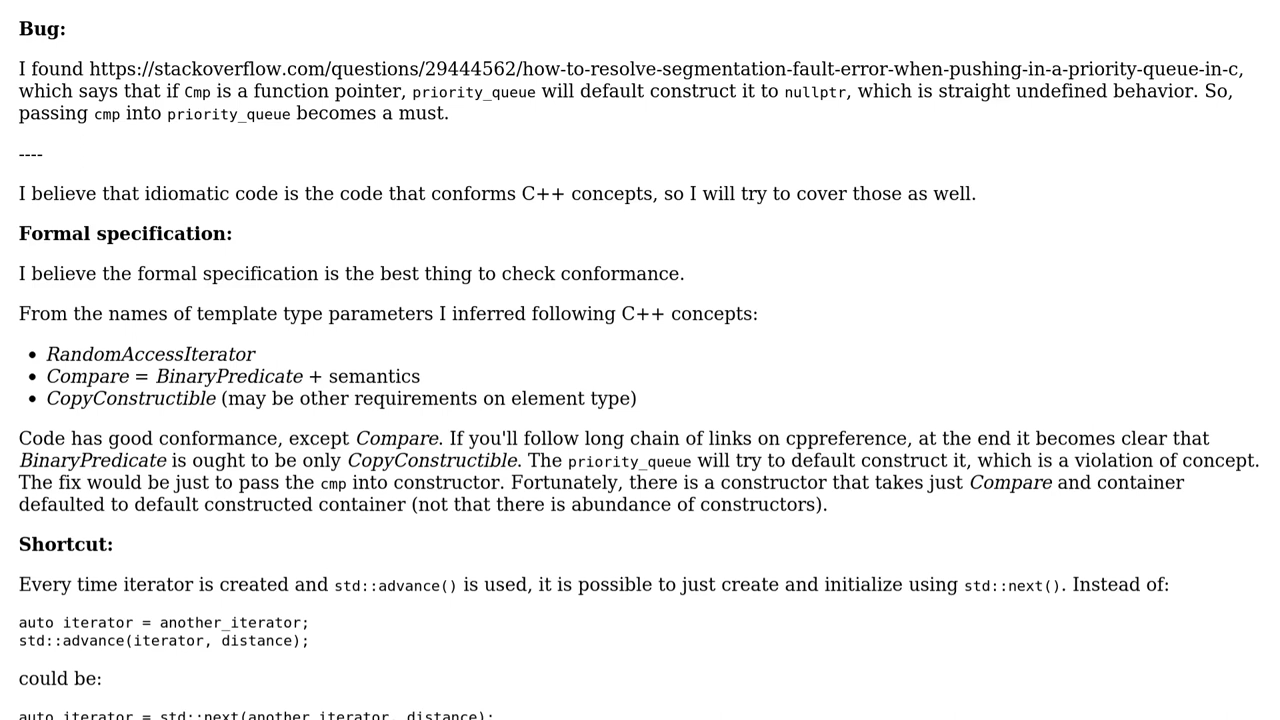 Bug:
I found https://stackoverflow.com/questions/29444562/how-to-resolve-segmentation-fault-error-when-pushing-in-a-priority-queue-in-c,
which says that if Cmp is a function pointer, priority_queue will default construct it to nullptr, which is straight undefined behavior. So,
passing cmp into priority_queue becomes a must.
----
I believe that idiomatic code is the code that conforms C++ concepts, so I will try to cover those as well.
Formal specification:
I believe the formal specification is the best thing to check conformance.
From the names of template type parameters I inferred following C++ concepts:
• RandomAccessIterator
• Compare = BinaryPredicate + semantics
• CopyConstructible (may be other requirements on element type)
Code has good conformance, except Compare. If you'll follow long chain of links on cppreference, at the end it becomes clear that
BinaryPredicate is ought to be only CopyConstructible. The priority_queue will try to default construct it, which is a violation of concept.
The fix would be just to pass the cmp into constructor. Fortunately, there is a constructor that takes just Compare and container
defaulted to default constructed container (not that there is abundance of constructors).
Shortcut:
Every time iterator is created and std::advance() is used, it is possible to just create and initialize using std::next(). Instead of:
auto iterator = another_iterator;
std::advance(iterator, distance);
could be:
auto iterator = std::next(another_iterator, distance);